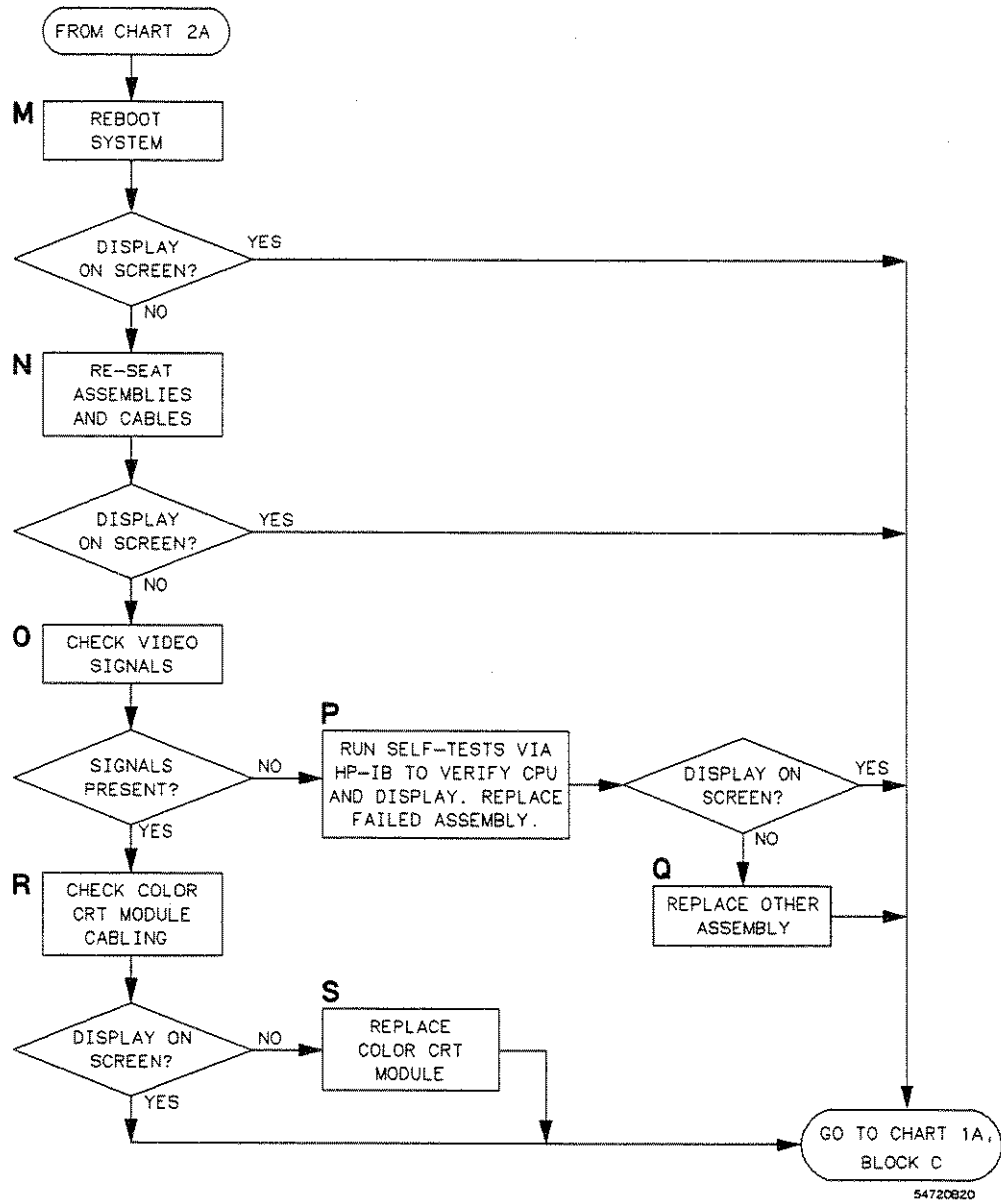 FROM CHART 2A
M
REBOOT
SYSTEM
DISPLAY
ON SCREEN?
YES
NO
N
RE-SEAT
ASSEMBLIES
AND CABLES
DISPLAY
ON SCREEN?
YES
NO
O
CHECK VIDEO
SIGNALS
SIGNALS
PRESENT?
NO
YES
P
RUN SELF-TESTS VIA
HP-IB TO VERIFY CPU
AND DISPLAY. REPLACE
FAILED ASSEMBLY.
DISPLAY ON
SCREEN?
YES
NO
Q
REPLACE OTHER
ASSEMBLY
R
CHECK COLOR
CRT MODULE
CABLING
DISPLAY ON
SCREEN?
NO
YES
S
REPLACE
COLOR CRT
MODULE
GO TO CHART 1A,
BLOCK C
54720B20